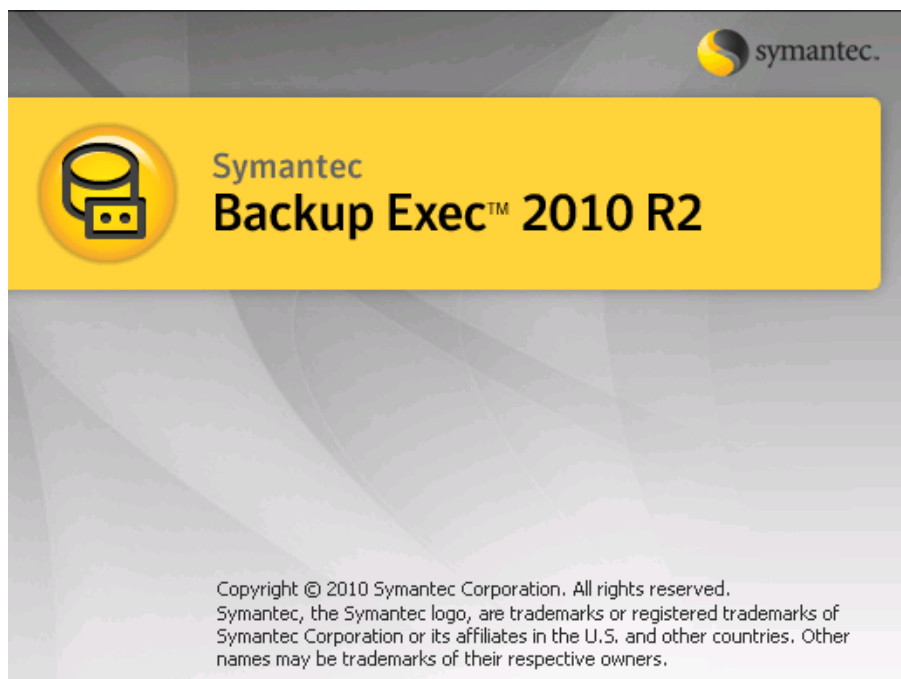 symantec.
Symantec
Backup Exec™ 2010 R2
Copyright © 2010 Symantec Corporation. All rights reserved.
Symantec, the Symantec logo, are trademarks or registered trademarks of
Symantec Corporation or its affiliates in the U.S. and other countries. Other
names may be trademarks of their respective owners.